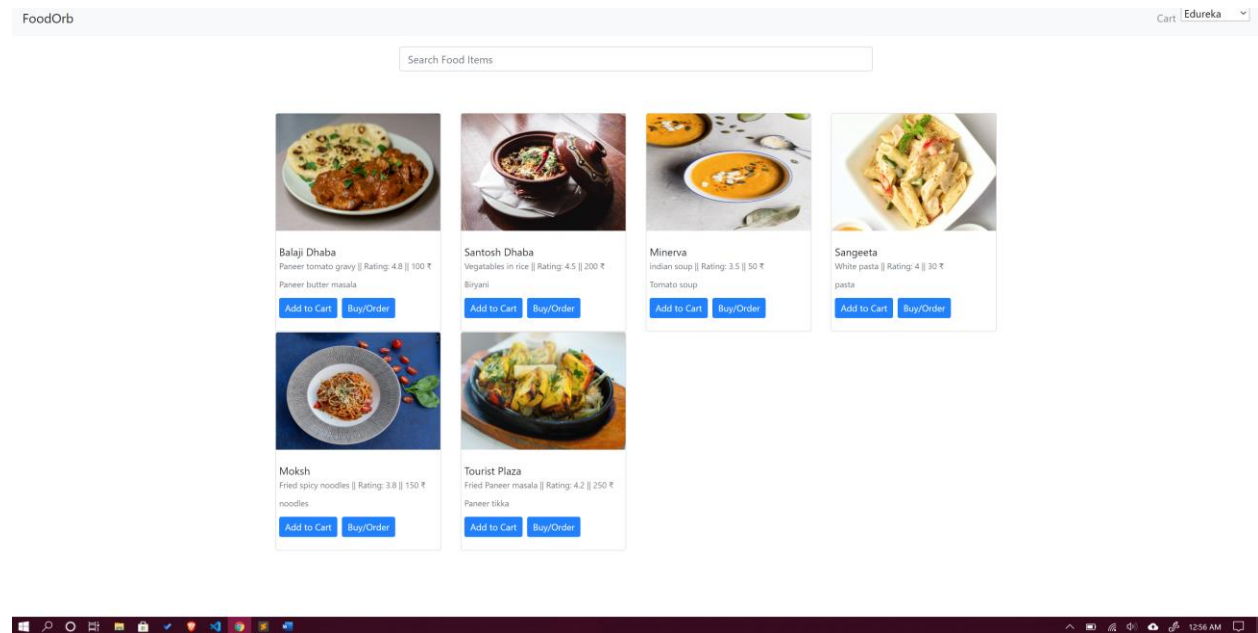 FoodOrb
Cart Edureka
Search Food Items
Balaji Dhaba
Paneer tomato gravy || Rating: 4.8 || 100 ₹
Paneer butter masala
Add to Cart Buy/Order
Santosh Dhaba
Vegatables in rice || Rating: 4.5 || 200 ₹
Biryani
Add to Cart Buy/Order
Minerva
indian soup || Rating: 3.5 || 50 ₹
Tomato soup
Add to Cart Buy/Order
Sangeeta
White pasta || Rating: 4 || 30 ₹
pasta
Add to Cart Buy/Order
Moksh
Fried spicy noodles || Rating: 3.8 || 150 ₹
noodles
Add to Cart Buy/Order
Tourist Plaza
Fried Paneer masala || Rating: 4.2 || 250 ₹
Paneer tikka
Add to Cart Buy/Order
12:56 AM